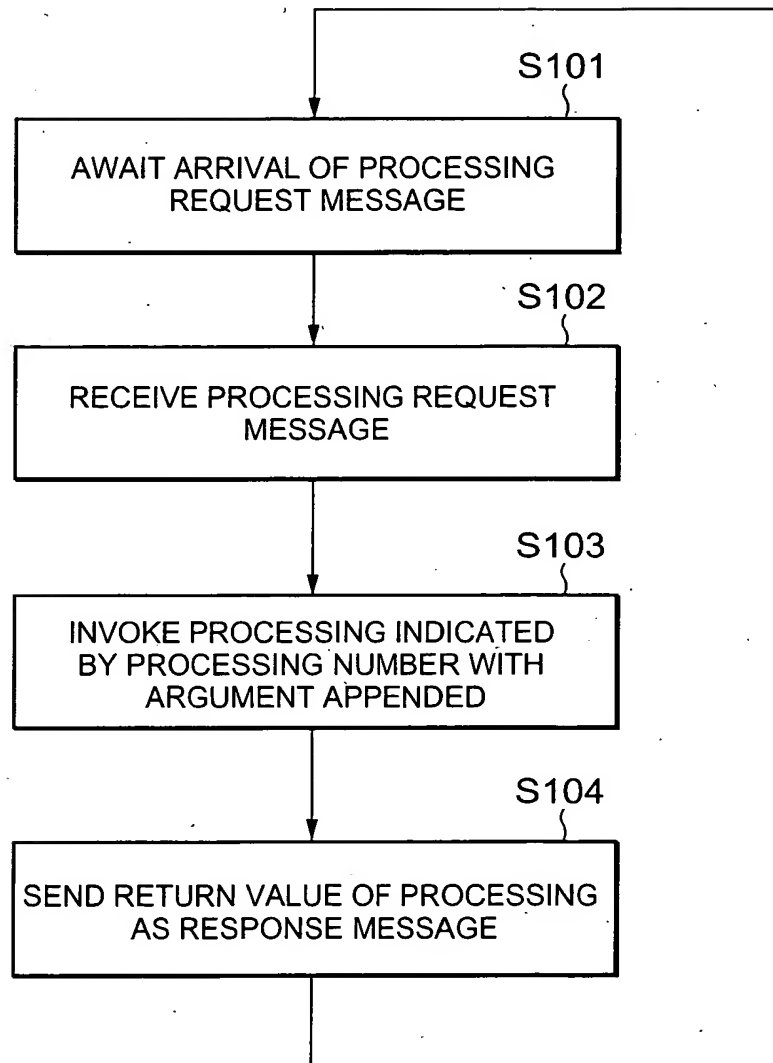 S101
AWAIT ARRIVAL OF PROCESSING
REQUEST MESSAGE
S102
RECEIVE PROCESSING REQUEST
MESSAGE
S103
INVOKE PROCESSING INDICATED
BY PROCESSING NUMBER WITH
ARGUMENT APPENDED
S104
SEND RETURN VALUE OF PROCESSING
AS RESPONSE MESSAGE